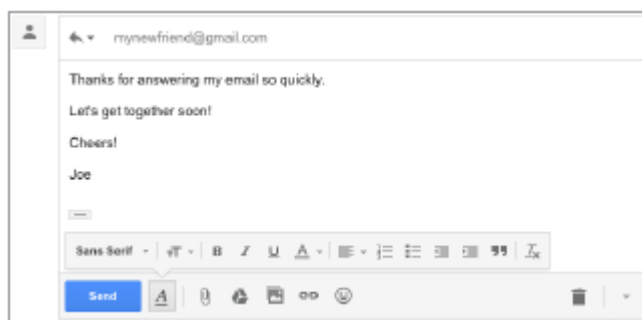 mynewfriend@gmail.com
Thanks for answering my email so quickly.
Let's get together soon!
Cheers!
Joe
Sans Serif T B I U A Tx
Send A